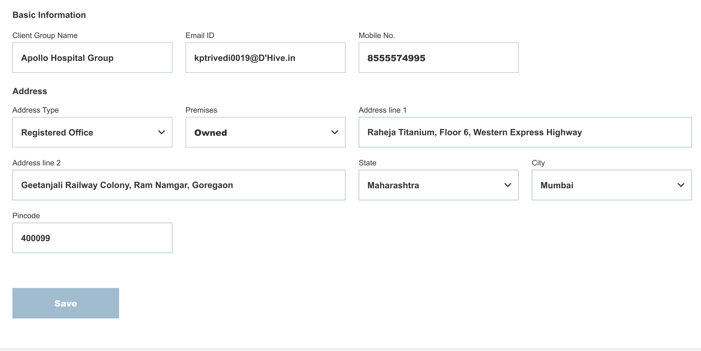 Basic Information
Client Group Name
Email ID
Mobile No.
Apollo Hospital Group
kptrivedi0019@D'Hive.in
8555574995
Address
Address Type
Premises
Address line 1
Registered Office
Owned
Raheja Titanium, Floor 6, Western Express Highway
Address line 2
State
City
Geetanjali Railway Colony, Ram Namgar, Goregaon
Maharashtra
Mumbai
Pincode
400099
Save